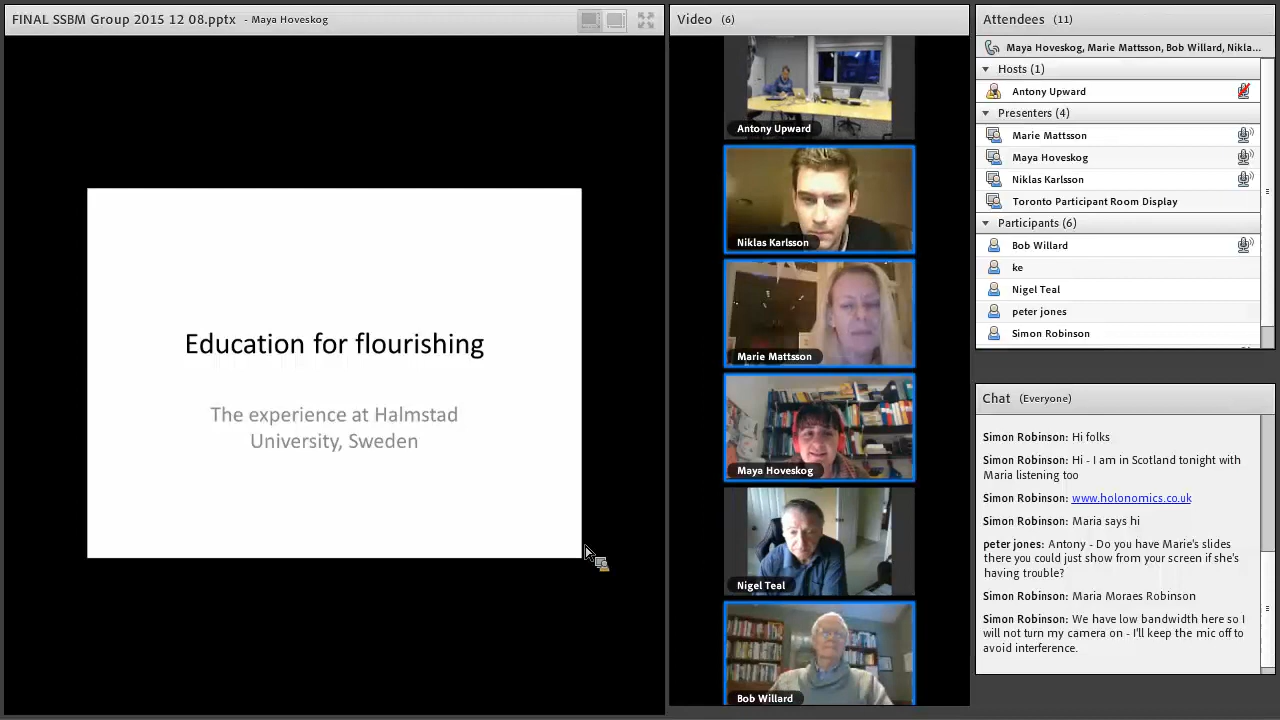 FINAL SSBM Group 2015 12 08.pptx - Maya Hoveskog
Education for flourishing
The experience at Halmstad
University, Sweden
Video (6)
Antony Upward
Niklas Karlsson
Marie Mattsson
Maya Hoveskog
Nigel Teal
Bob Willard
Attendees (11)
Maya Hoveskog, Marie Mattsson, Bob Willard, Nikla...
Hosts (1)
Antony Upward
Presenters (4)
Marie Mattsson
Maya Hoveskog
Niklas Karlsson
Toronto Participant Room Display
Participants (6)
Bob Willard
ke
Nigel Teal
peter jones
Simon Robinson
Chat (Everyone)
Simon Robinson: Hi folks
Simon Robinson: Hi - I am in Scotland tonight with
Maria listening too
Simon Robinson: www.holonomics.co.uk
Simon Robinson: Maria says hi
peter jones: Antony - Do you have Marie's slides
there you could just show from your screen if she's
having trouble?
Simon Robinson: Maria Moraes Robinson
Simon Robinson: We have low bandwidth here so I
will not turn my camera on - I'll keep the mic off to
avoid interference.